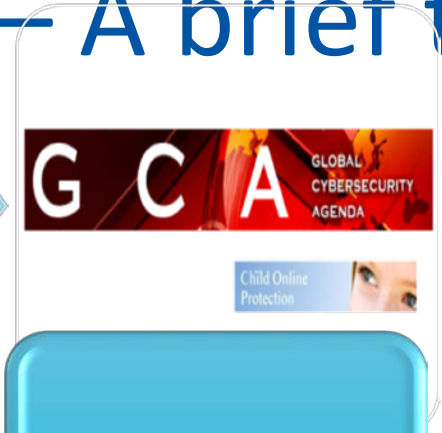 – A brief t
G C A GLOBAL
CYBERSECURITY
AGENDA
Child Online
Protection